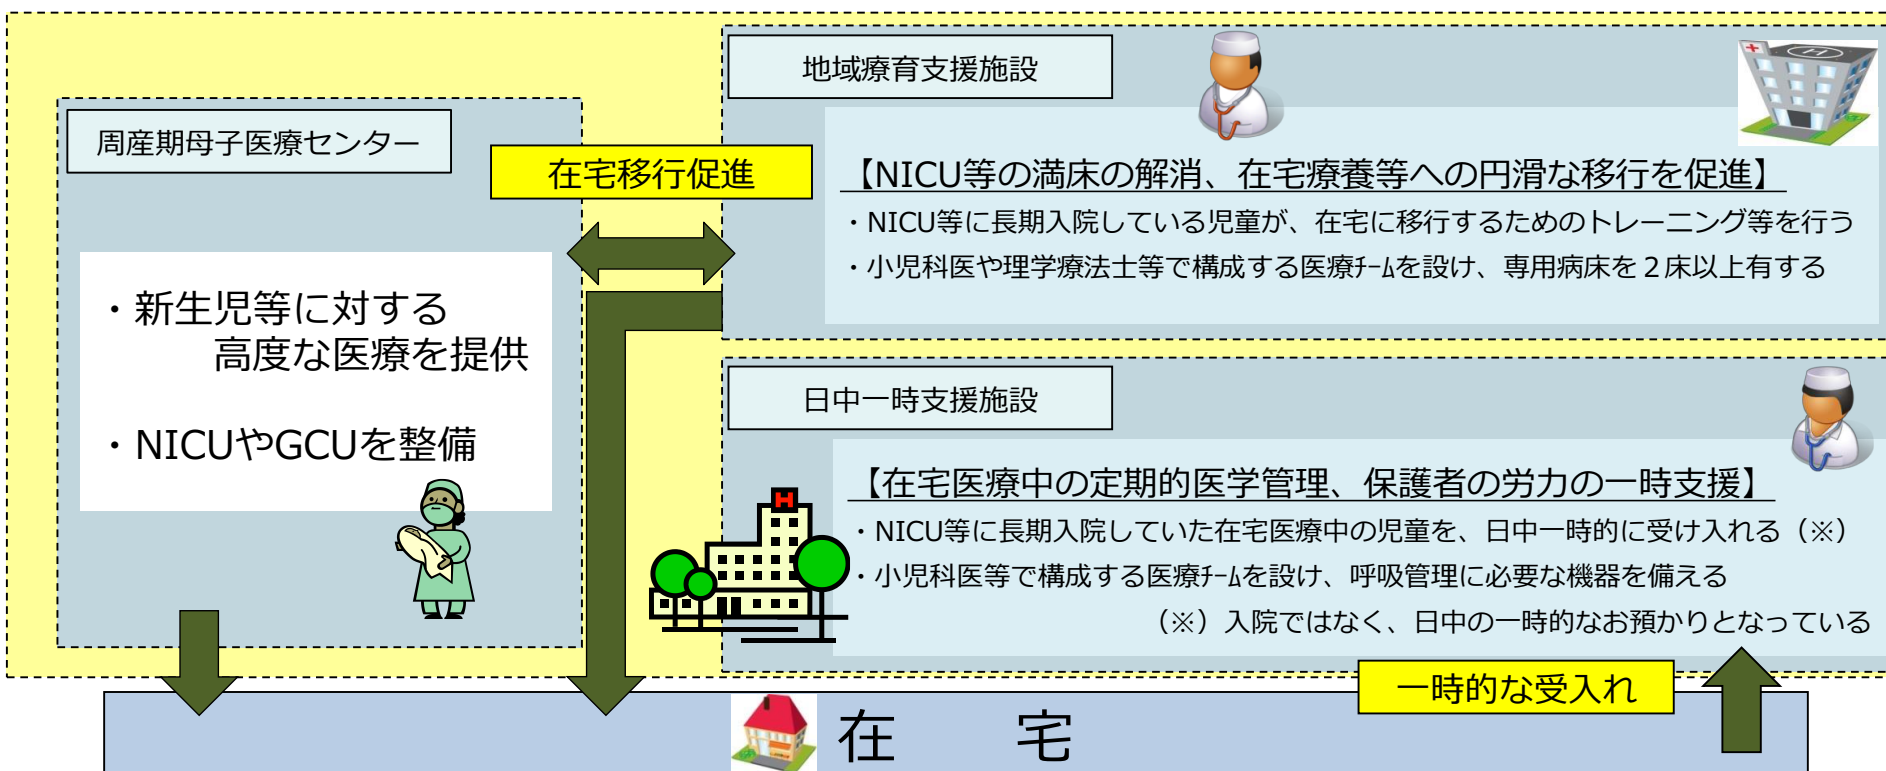 周産期母子医療センター
・新生児等に対する
高度な医療を提供
・NICUやGCUを整備
在宅移行促進
地域療育支援施設
【NICU等の満床の解消、在宅療養等への円滑な移行を促進】
・NICU等に長期入院している児童が、在宅に移行するためのトレーニング等を行う
・小児科医や理学療法士等で構成する医療ﾁｰﾑを設け、専用病床を２床以上有する
日中一時支援施設
【在宅医療中の定期的医学管理、保護者の労力の一時支援】
・NICU等に長期入院していた在宅医療中の児童を、日中一時的に受け入れる（※）
・小児科医等で構成する医療ﾁｰﾑを設け、呼吸管理に必要な機器を備える
（※）入院ではなく、日中の一時的なお預かりとなっている
一時的な受入れ
在　宅
H
H